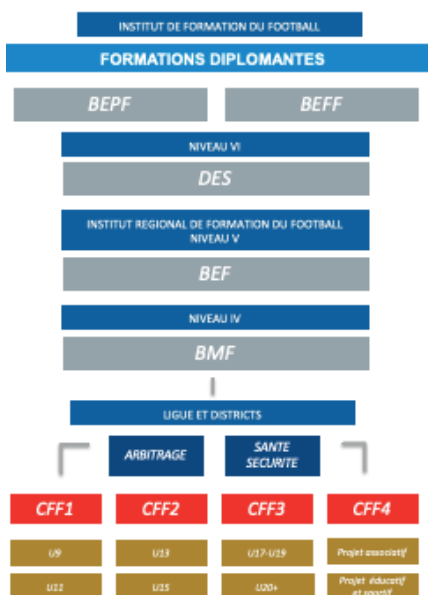 INSTITUT DE FORMATION DU FOOTBALL
FORMATIONS DIPLOMANTES
BEPF
BEFF
NIVEAU VI
DES
INSTITUT REGIONAL DE FORMATION DU FOOTBALL
NIVEAU V
BEF
NIVEAU IV
BMF
LIGUE ET DISTRICTS
ARBITRAGE
SANTE
SECURITE
CFF1
CFF2
CFF3
CFF4
U9
U13
U17-U19
Projet associatif
U11
U15
U20+
Projet éducatif
et sportif